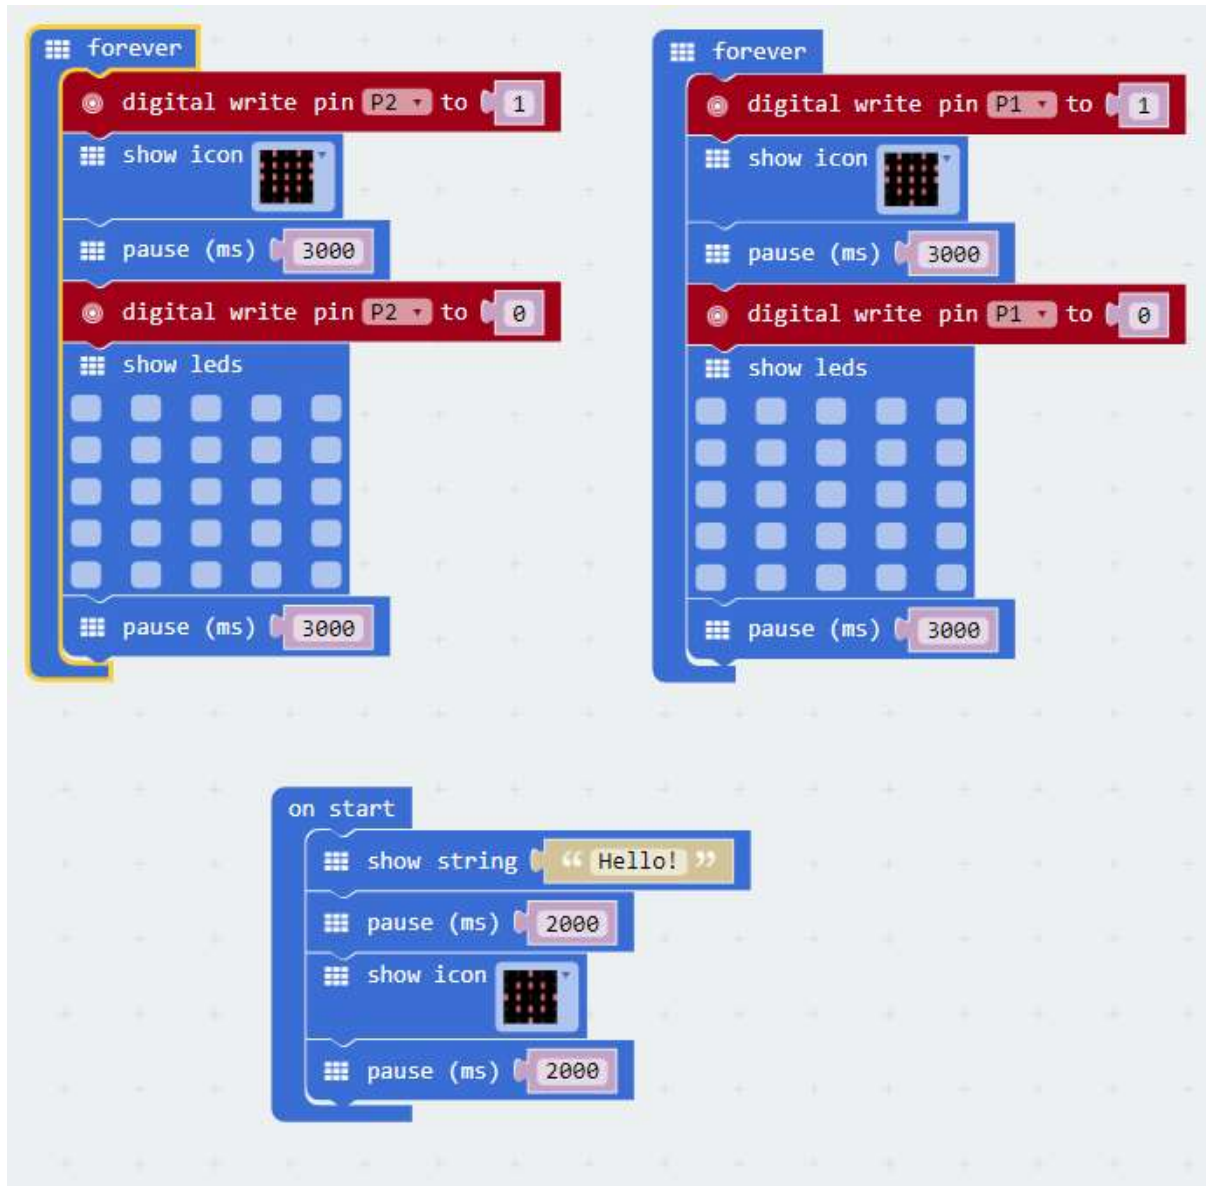 forever
digital write pin P2 to 1
show icon
pause (ms) 3000
digital write pin P2 to 0
show leds
pause (ms) 3000
forever
digital write pin P1 to 1
show icon
pause (ms) 3000
digital write pin P1 to 0
show leds
pause (ms) 3000
on start
show string “ Hello! ”
pause (ms) 2000
show icon
pause (ms) 2000